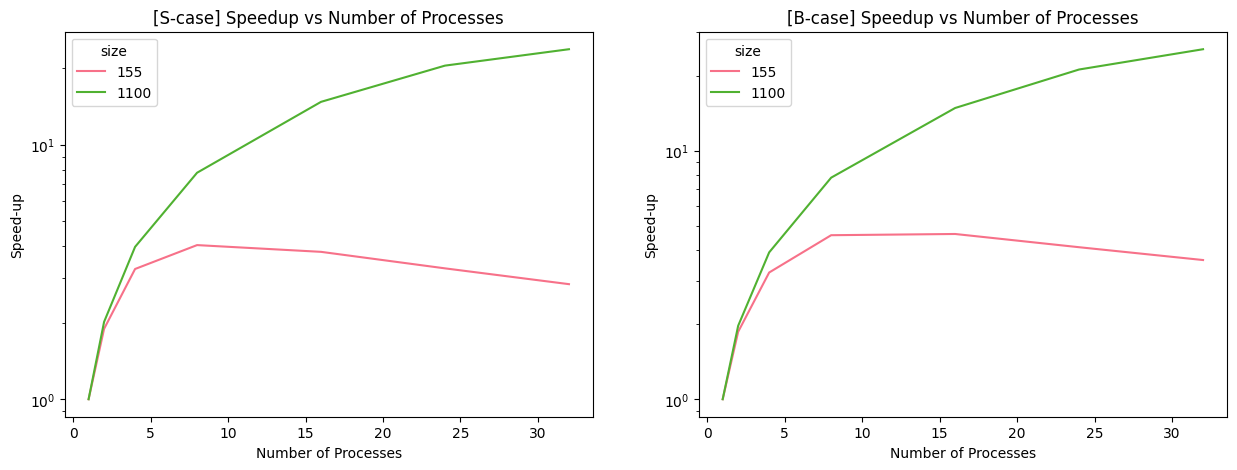 [S-case] Speedup vs Number of Processes
size
155
1100
Speed-up
10^1
10^0
0 5 10 15 20 25 30
Number of Processes
[B-case] Speedup vs Number of Processes
size
155
1100
Speed-up
10^1
10^0
0 5 10 15 20 25 30
Number of Processes